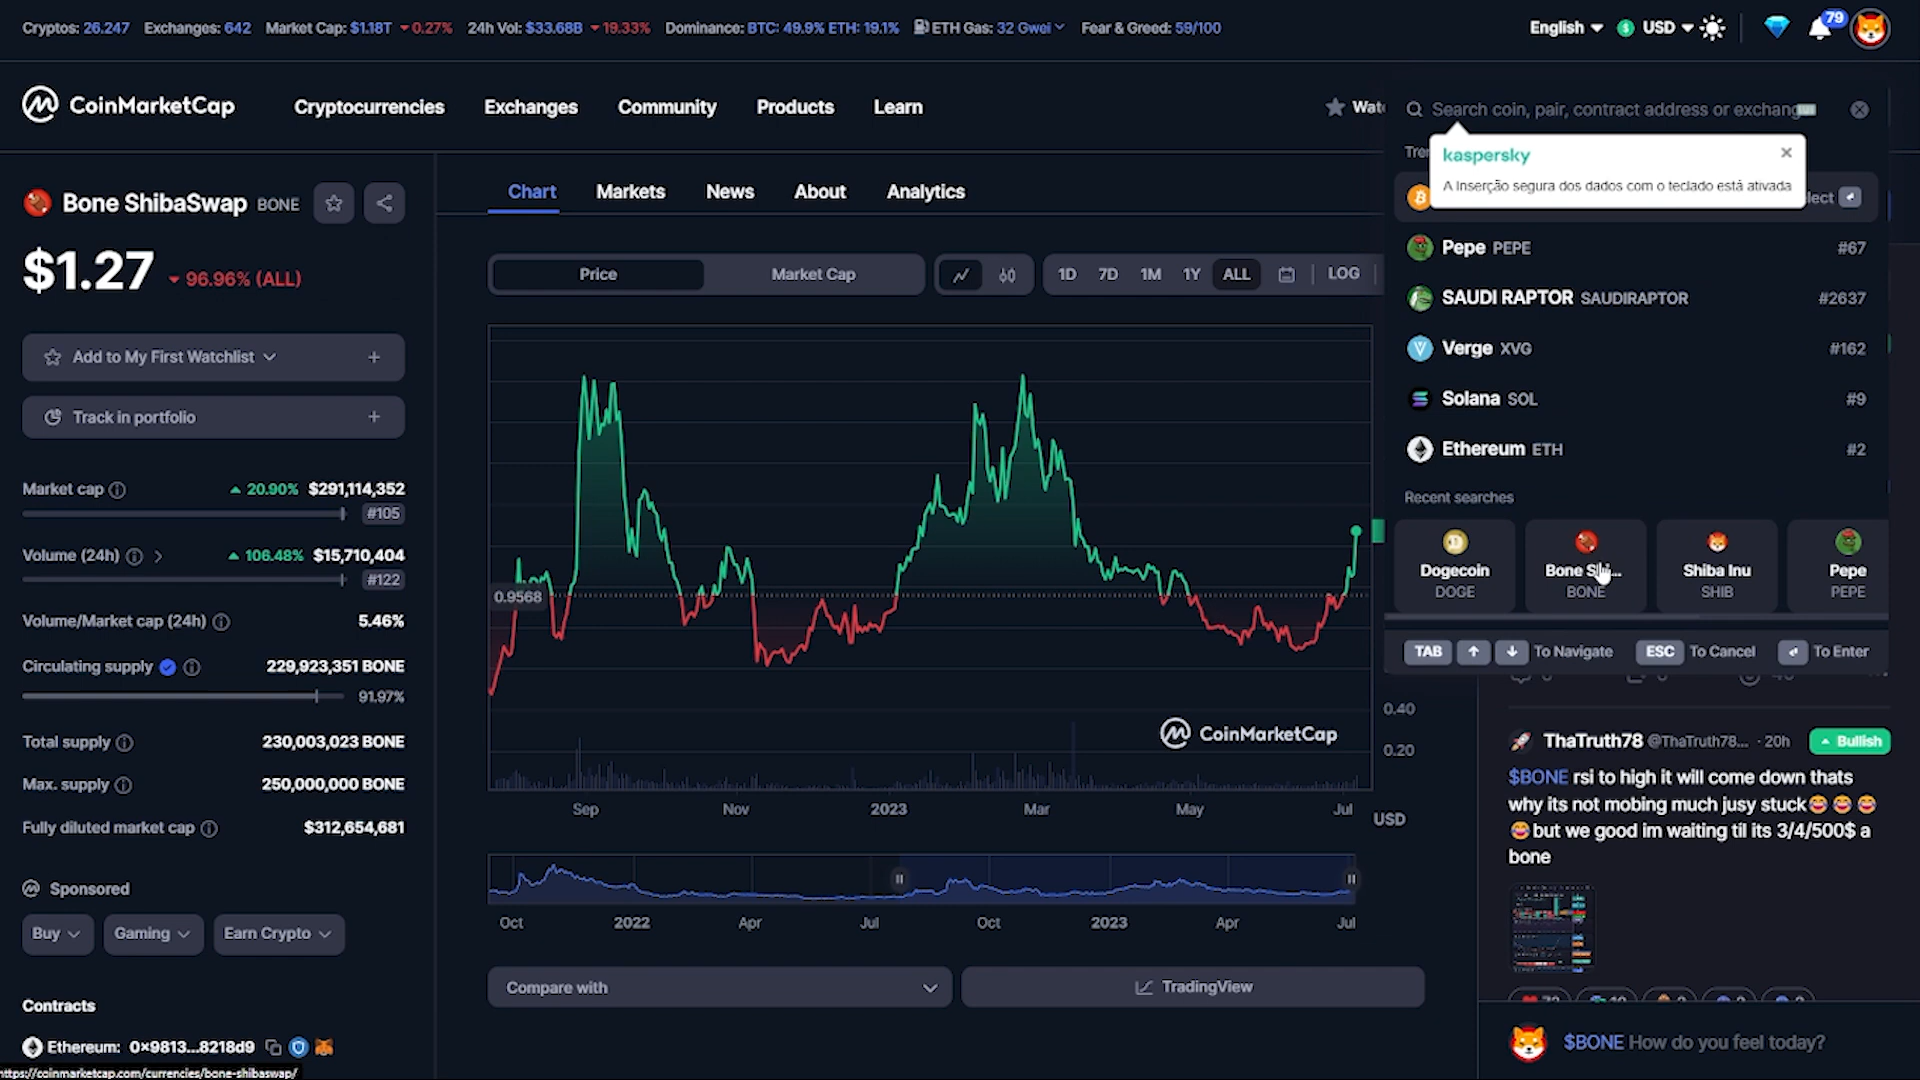 Cryptos: 26.247 Exchanges: 642 Market Cap: $1.18T 0.27% 24h Vol: $33.68B 19.33% Dominance: BTC: 49.9% ETH: 19.1% ETH Gas: 32 Gwei Fear & Greed: 59/100
English USD 79
CoinMarketCap Cryptocurrencies Exchanges Community Products Learn
Search coin, pair, contract address or exchang
kaspersky
A Inserção segura dos dados com o teclado está ativada
Bone ShibaSwap BONE
$1.27 96.96% (ALL)
Add to My First Watchlist +
Track in portfolio +
Market cap 20.90% $291,114,352
#105
Volume (24h) 106.48% $15,710,404
#122
Volume/Market cap (24h) 5.46%
Circulating supply 229,923,351 BONE
91.97%
Total supply 230,003,023 BONE
Max. supply 250,000,000 BONE
Fully diluted market cap $312,654,681
Sponsored
Buy Gaming Earn Crypto
Contracts
Ethereum: 0x9813...8218d9
https://coinmarketcap.com/currencies/bone-shibaswap/
Chart Markets News About Analytics
Price Market Cap 1D 7D 1M 1Y ALL LOG
0.9568
CoinMarketCap
0.40
0.20
Sep Nov 2023 Mar May Jul
USD
Oct 2022 Apr Jul Oct 2023 Apr Jul
Compare with TradingView
Pepe PEPE #67
SAUDI RAPTOR SAUDIRAPTOR #2637
Verge XVG #162
Solana SOL #9
Ethereum ETH #2
Recent searches
Dogecoin
DOGE
Bone
BONE
Shiba Inu
SHIB
Pepe
PEPE
TAB ↑ ↓ To Navigate ESC To Cancel To Enter
ThaTruth78 @ThaTruth78... · 20h Bullish
$BONE rsi to high it will come down thats
why its not mobing much jusy stuck😂 😂 😂
😂but we good im waiting til its 3/4/500$ a
bone
$BONE How do you feel today?